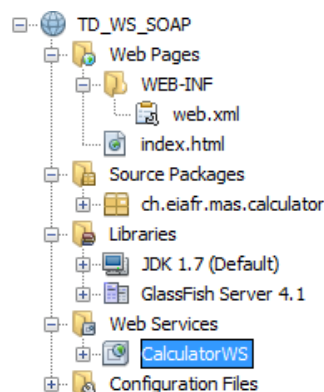 TD_WS_SOAP
Web Pages
WEB-INF
web.xml
index.html
Source Packages
ch.eiafr.mas.calculator
Libraries
JDK 1.7 (Default)
GlassFish Server 4.1
Web Services
CalculatorWS
Configuration Files